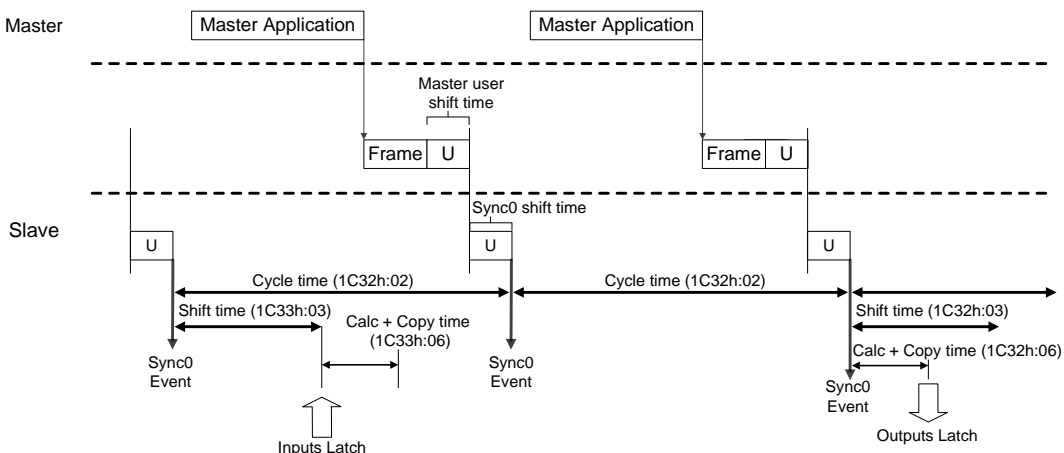 Master
Master Application
Master Application
Master user
shift time
Frame
U
Frame
U
Sync0 shift time
Slave
U
U
U
Cycle time (1C32h:02)
Cycle time (1C32h:02)
Shift time (1C33h:03)
Shift time (1C32h:03)
Calc + Copy time
(1C33h:06)
Calc + Copy time (1C32h:06)
Sync0
Event
Sync0
Event
Sync0
Event
Inputs Latch
Outputs Latch